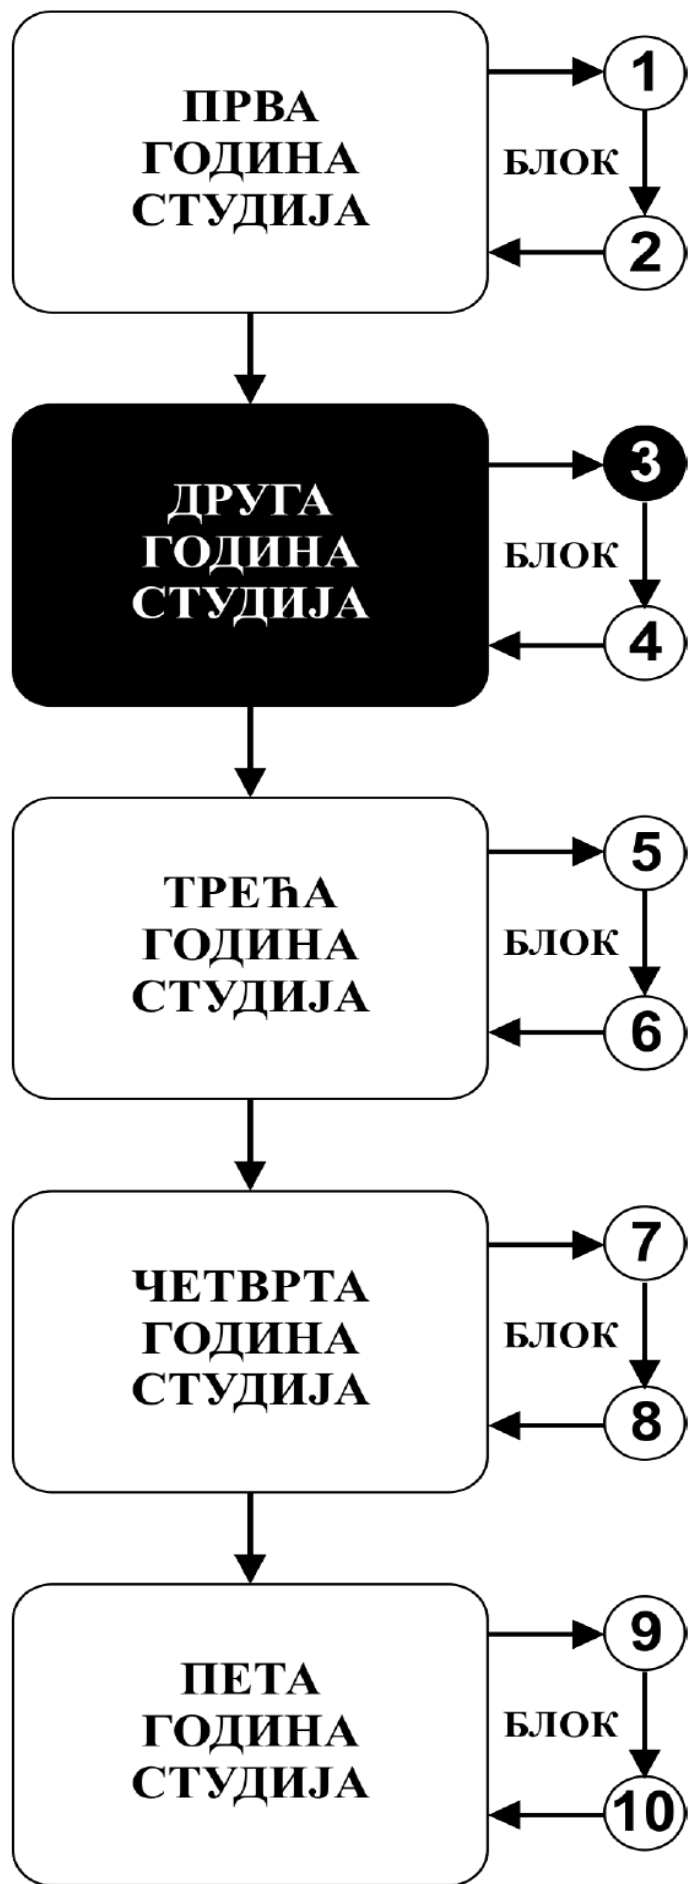 ПРВА
ГОДИНА
СТУДИЈА
1
БЛОК
2
ДРУГА
ГОДИНА
СТУДИЈА
3
БЛОК
4
ТРЕЋА
ГОДИНА
СТУДИЈА
5
БЛОК
6
ЧЕТВРТА
ГОДИНА
СТУДИЈА
7
БЛОК
8
ПЕТА
ГОДИНА
СТУДИЈА
9
БЛОК
10